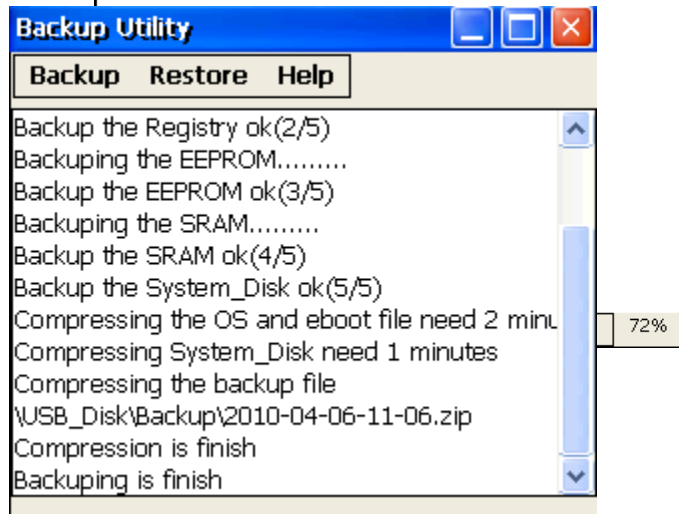 Backup Utility
Backup Restore Help
Backup the Registry ok(2/5)
Backuping the EEPROM.........
Backup the EEPROM ok(3/5)
Backuping the SRAM.........
Backup the SRAM ok(4/5)
Backup the System_Disk ok(5/5)
Compressing the OS and eboot file need 2 minu
72%
Compressing System_Disk need 1 minutes
Compressing the backup file
\USB_Disk\Backup\2010-04-06-11-06.zip
Compression is finish
Backuping is finish